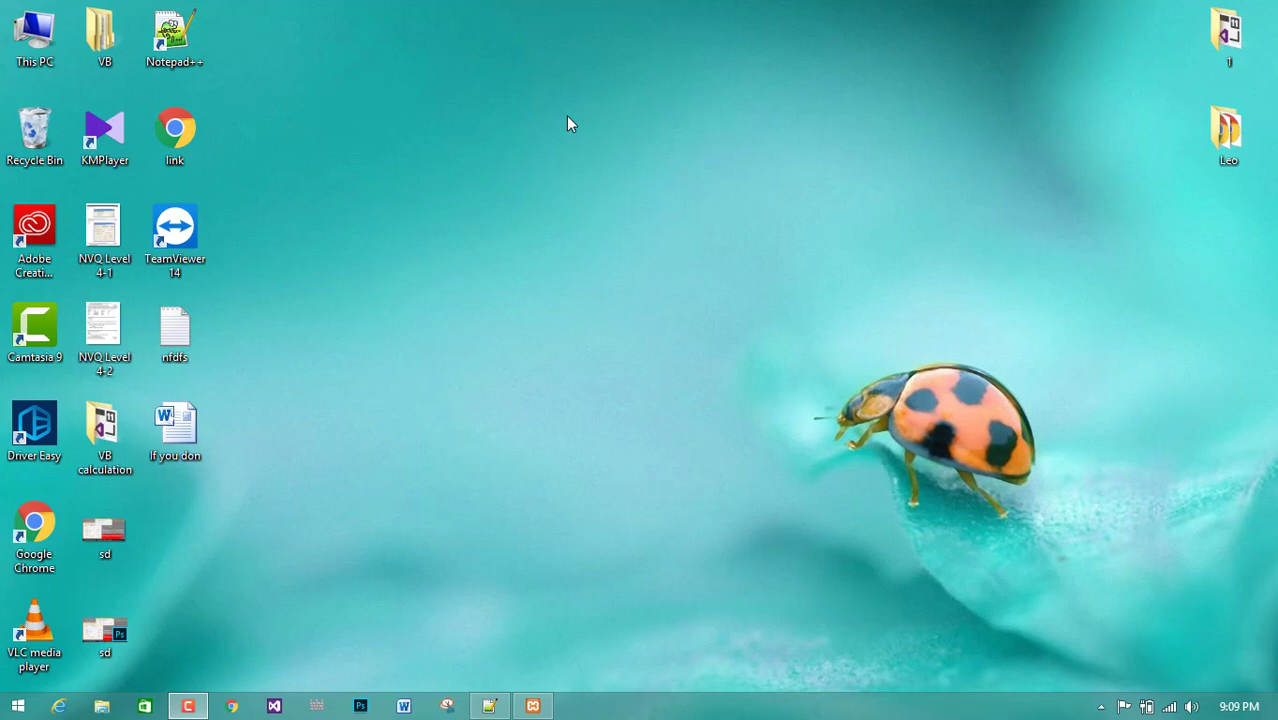 This PC
VB
Notepad++
Recycle Bin
KMPlayer
link
Adobe
Creati...
NVQ Level
4-1
TeamViewer
14
Camtasia 9
NVQ Level
4-2
nfdfs
Driver Easy
VB
calculation
If you don
Google
Chrome
sd
VLC media
player
sd
Ps
1
Leo
Ps
9:09 PM